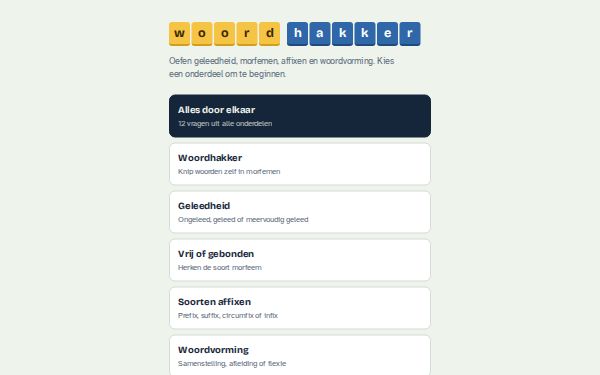 woord hakker
Oefen geleedheid, morfemen, affixen en woordvorming. Kies
een onderdeel om te beginnen.
Alles door elkaar
12 vragen uit alle onderdelen
Woordhakker
Knip woorden zelf in morfemen
Geleedheid
Ongeleed, geleed of meervoudig geleed
Vrij of gebonden
Herken de soort morfeem
Soorten affixen
Prefix, suffix, circumfix of infix
Woordvorming
Samenstelling, afleiding of flexie